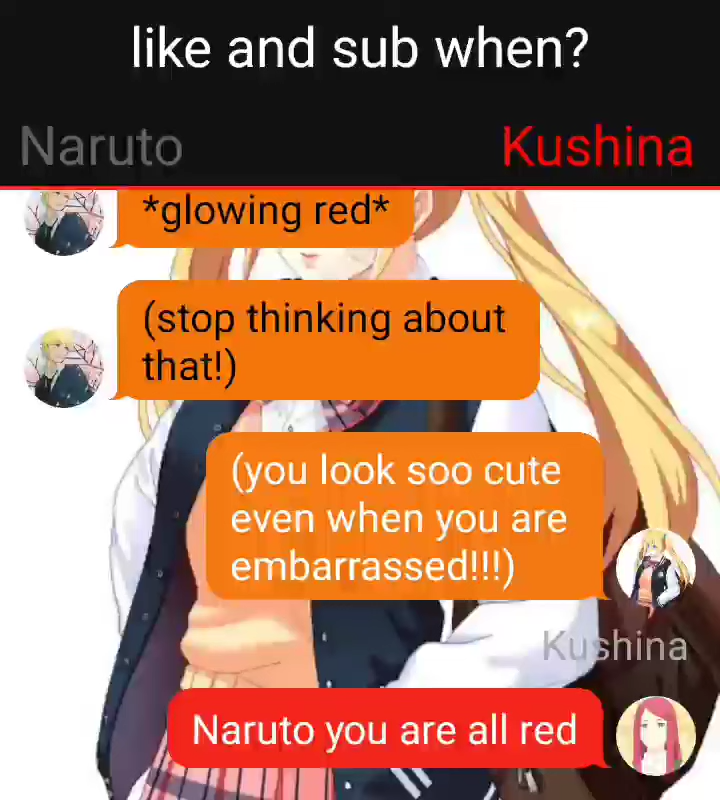 like and sub when?
Naruto
Kushina
*glowing red*
(stop thinking about
that!)
(you look soo cute
even when you are
embarrassed!!!)
Kushina
Naruto you are all red